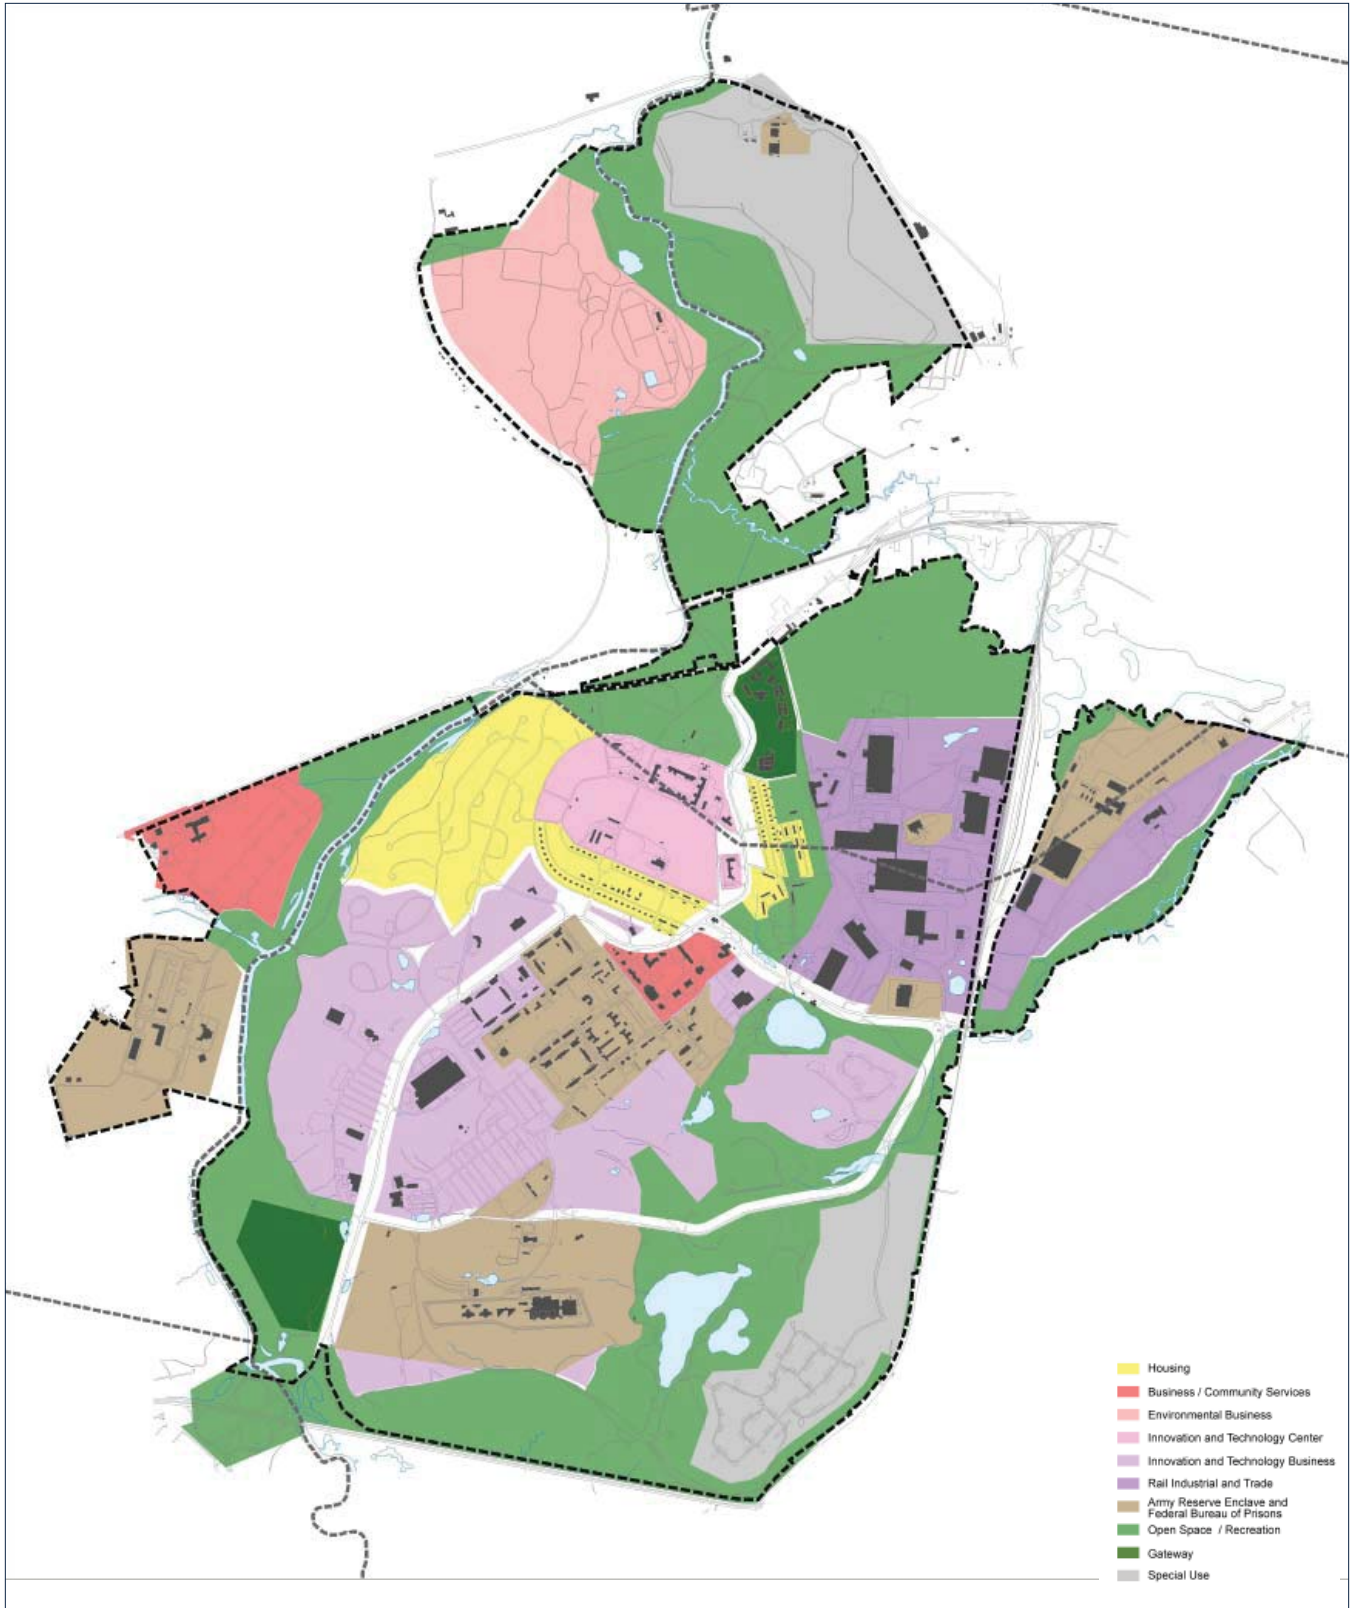 Housing
Business / Community Services
Environmental Business
Innovation and Technology Center
Innovation and Technology Business
Rail Industrial and Trade
Army Reserve Enclave and
Federal Bureau of Prisons
Open Space / Recreation
Gateway
Special Use